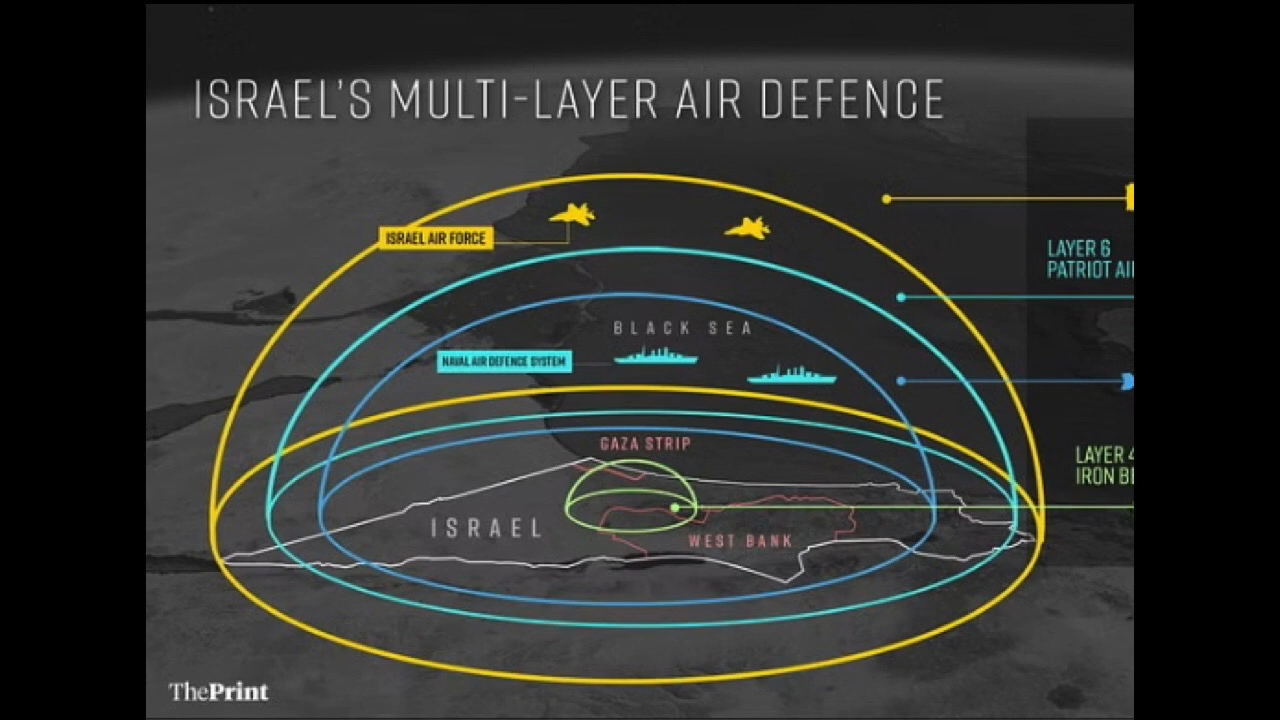 ISRAEL'S MULTI-LAYER AIR DEFENCE
ISRAEL AIR FORCE
LAYER 6
PATRIOT AI
BLACK SEA
NAVAL AIR DEFENCE SYSTEM
GAZA STRIP
LAYER 4
IRON BE
ISRAEL
WEST BANK
ThePrint